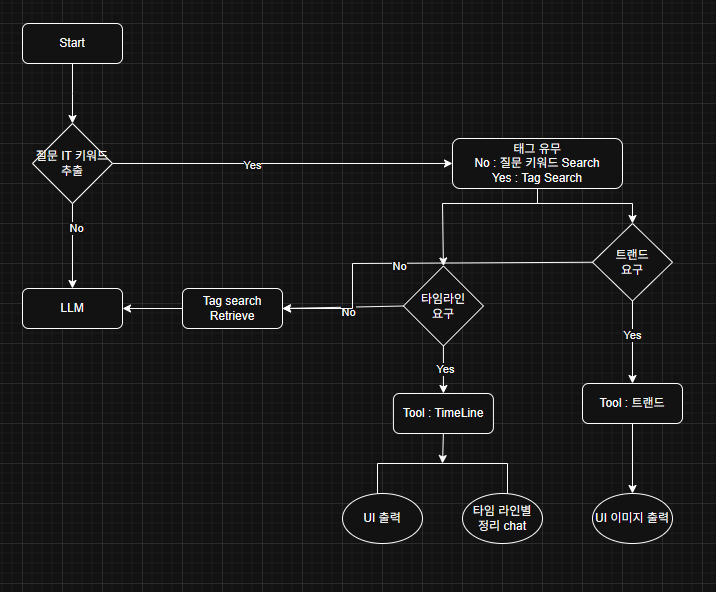 Start
질문 IT 키워드
추출
Yes
태그 유무
No : 질문 키워드 Search
Yes : Tag Search
No
트랜드
요구
No
타임라인
요구
No
LLM
Tag search
Retrieve
Yes
Yes
Tool : TimeLine
Tool : 트랜드
UI 출력
타임 라인별
정리 chat
UI 이미지 출력